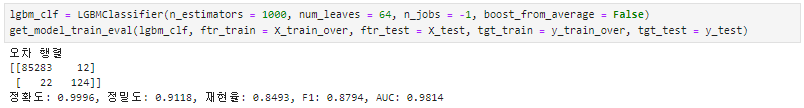 lgbm_clf = LGBMClassifier(n_estimators = 1000, num_leaves = 64, n_jobs = -1, boost_from_average = False)
get_model_train_eval(lgbm_clf, ftr_train = X_train_over, ftr_test = X_test, tgt_train = y_train_over, tgt_test = y_test)
오차 행렬
[[85283    12]
 [   22   124]]
정확도: 0.9996, 정밀도: 0.9118, 재현율: 0.8493, F1: 0.8794, AUC: 0.9814